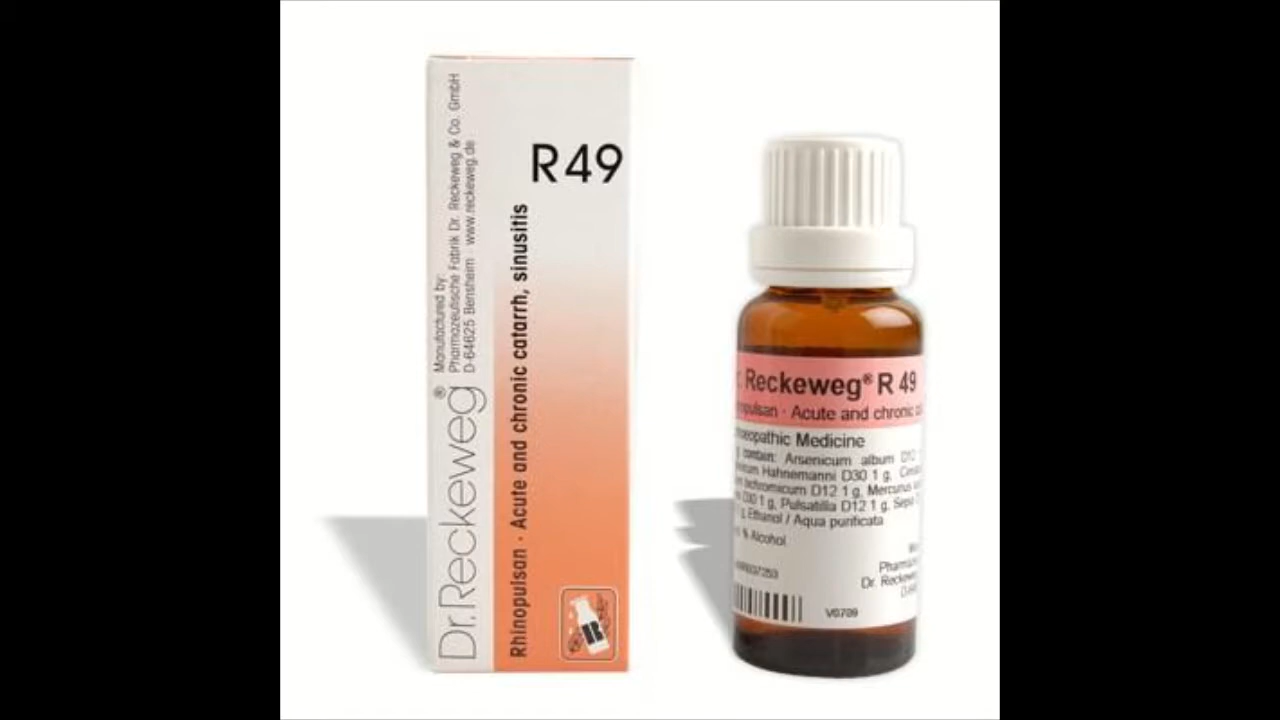 R49
Rhinopulsan · Acute and chronic catarrh, sinusitis
Dr.Reckeweg®
Manufactured by:
Pharmazeutische Fabrik Dr. Reckeweg & Co. GmbH
D-64625 Bensheim · www.reckeweg.de
Reckeweg® R 49
Acute and chronic
Medicine
Arsenicum album D12
Hahnemanni D30 1 g,
D12 1 g, Mercurius
D30 1 g, Pulsatilla D12 1 g, Sepia
g, Ethanol / Aqua purificata
% Alcohol
Dr. Reckeweg
V0709